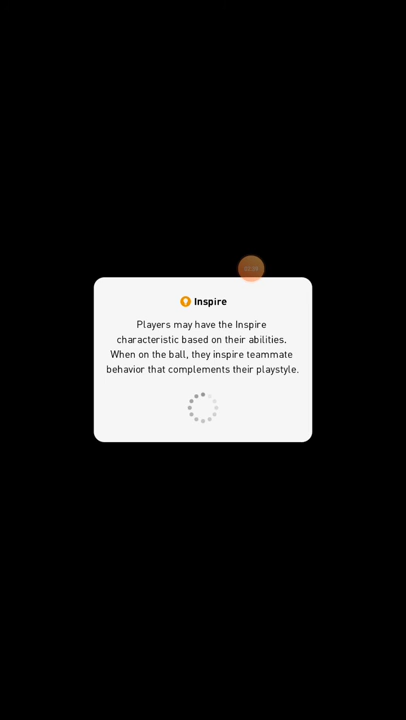 Inspire
Players may have the Inspire
characteristic based on their abilities.
When on the ball, they inspire teammate
behavior that complements their playstyle.